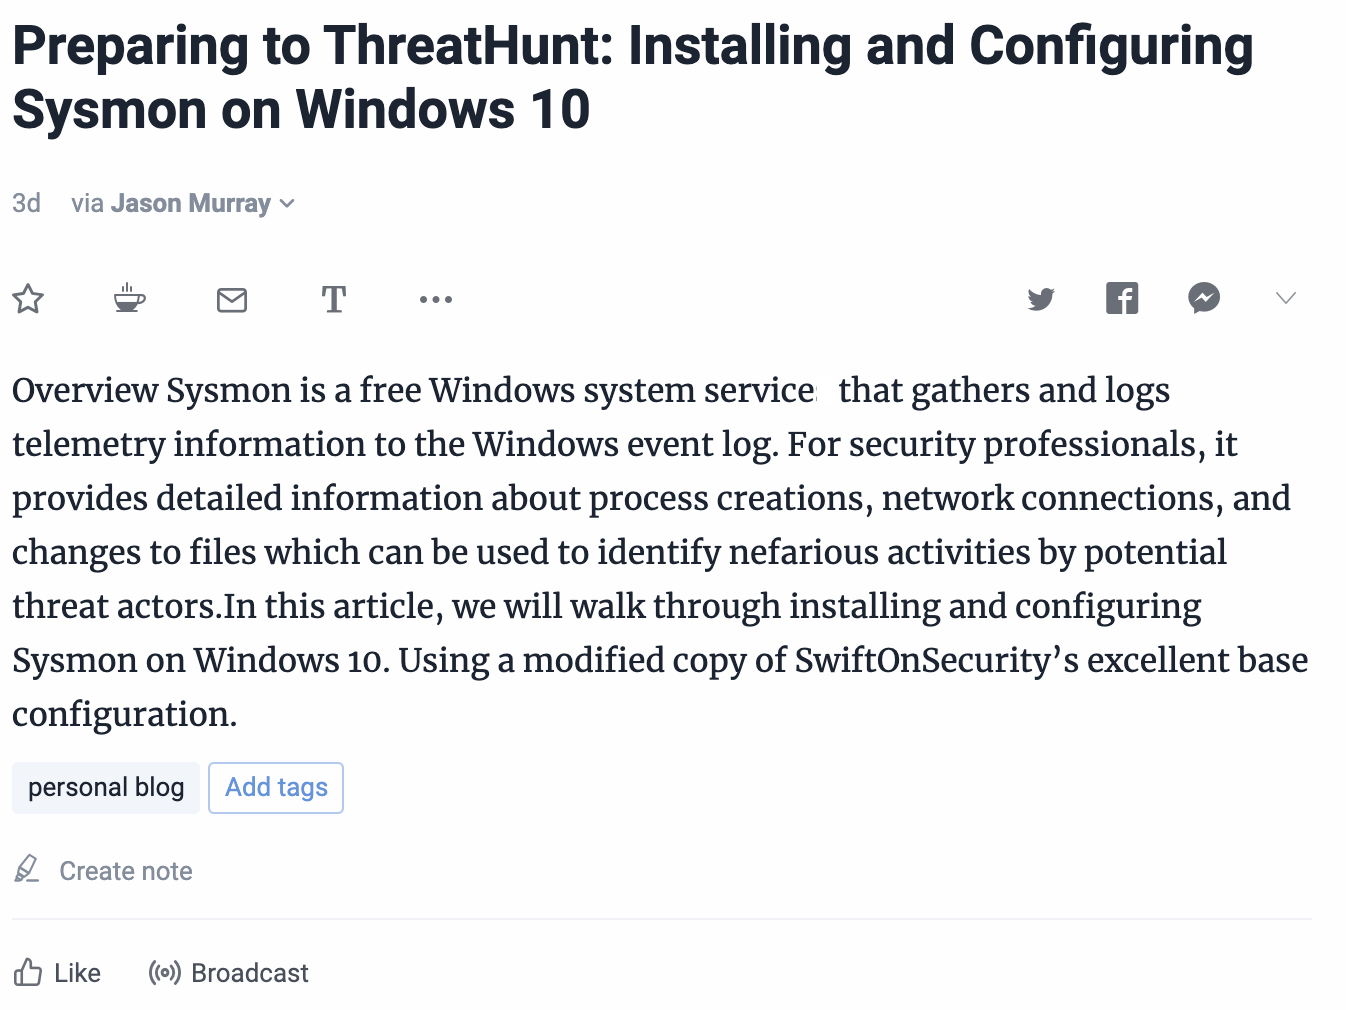 Preparing to ThreatHunt: Installing and Configuring
Sysmon on Windows 10
3d via Jason Murray
T
Overview Sysmon is a free Windows system service that gathers and logs
telemetry information to the Windows event log. For security professionals, it
provides detailed information about process creations, network connections, and
changes to files which can be used to identify nefarious activities by potential
threat actors.In this article, we will walk through installing and configuring
Sysmon on Windows 10. Using a modified copy of SwiftOnSecurity’s excellent base
configuration.
personal blog Add tags
Create note
Like Broadcast